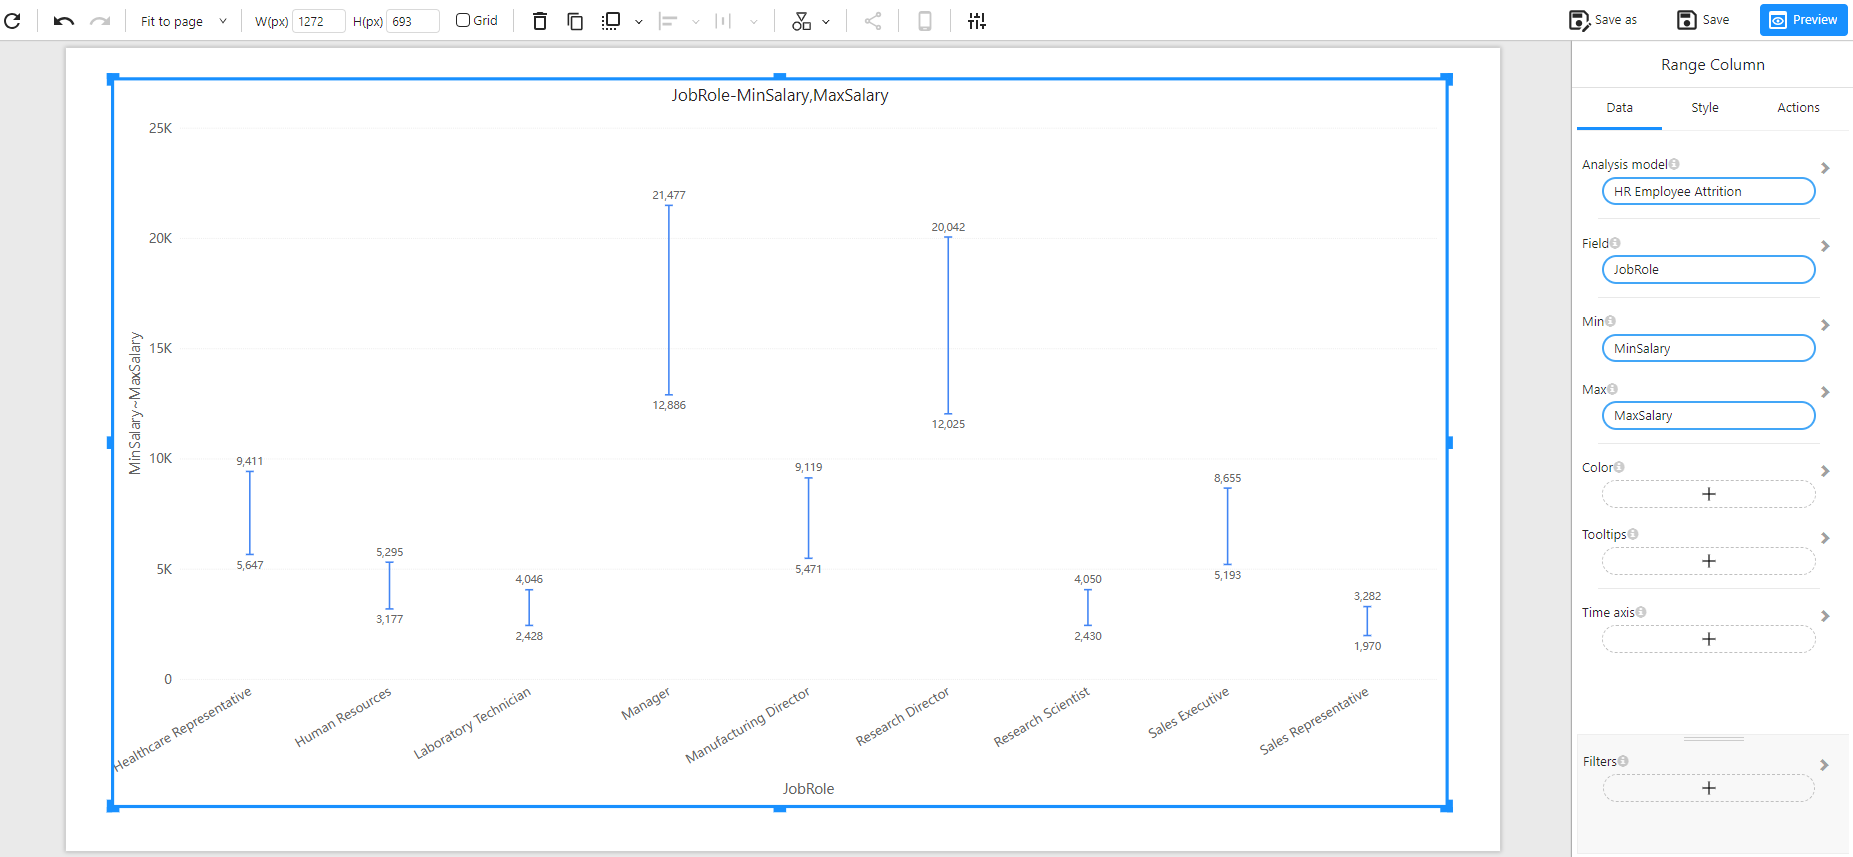 Fit to page W(px) 1272 H(px) 693 Grid Save as Save Preview
JobRole-MinSalary,MaxSalary
25K
20K
15K
10K
5K
0
MinSalary~MaxSalary
9,411
5,647
5,295
3,177
4,046
2,428
21,477
12,886
9,119
5,471
20,042
12,025
4,050
2,430
8,655
5,193
3,282
1,970
Healthcare Representative
Human Resources
Laboratory Technician
Manager
Manufacturing Director
Research Director
Research Scientist
Sales Executive
Sales Representative
JobRole
Range Column
Data Style Actions
Analysis model
HR Employee Attrition
Field
JobRole
Min
MinSalary
Max
MaxSalary
Color
Tooltips
Time axis
Filters